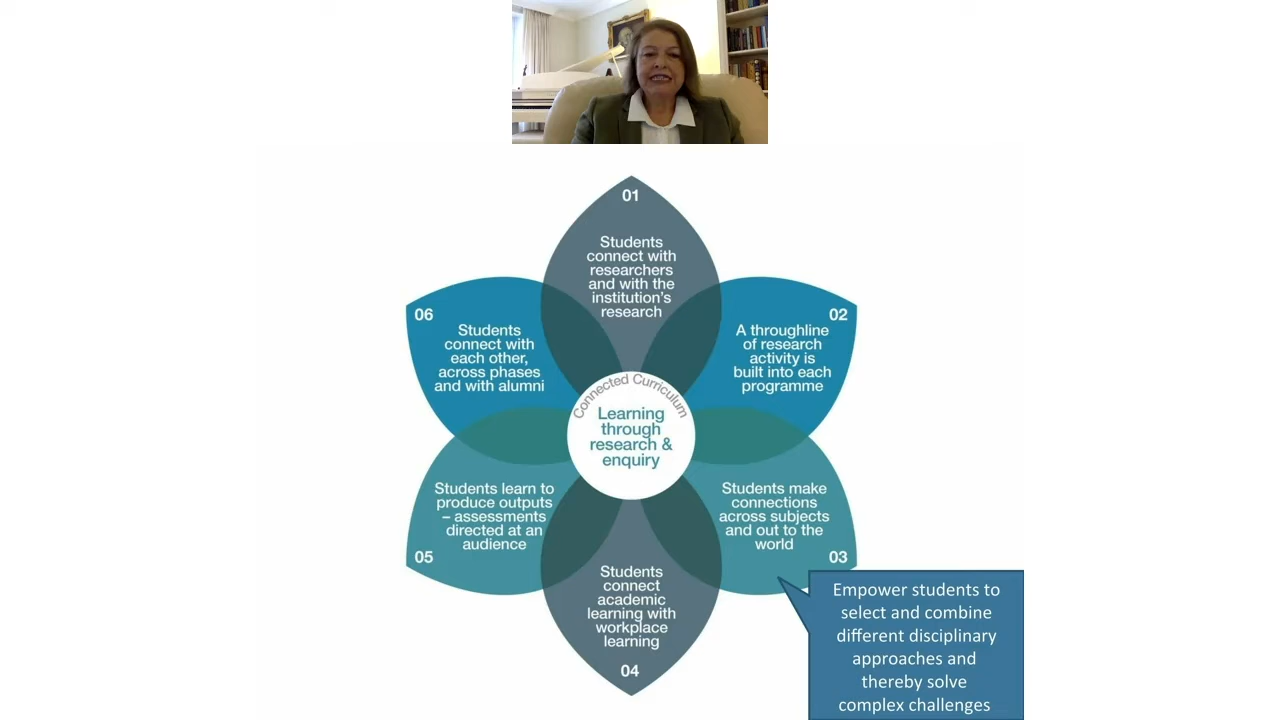 01
Students
connect with
researchers
and with the
institution's
research
02
A throughline
of research
activity is
built into each
programme
06
Students
connect with
each other,
across phases
and with alumni
Connected Curriculum
Learning
through
research &
enquiry
Students learn to
produce outputs
– assessments
directed at an
audience
05
Students make
connections
across subjects
and out to the
world
03
Students
connect
academic
learning with
workplace
learning
04
Empower students to
select and combine
different disciplinary
approaches and
thereby solve
complex challenges